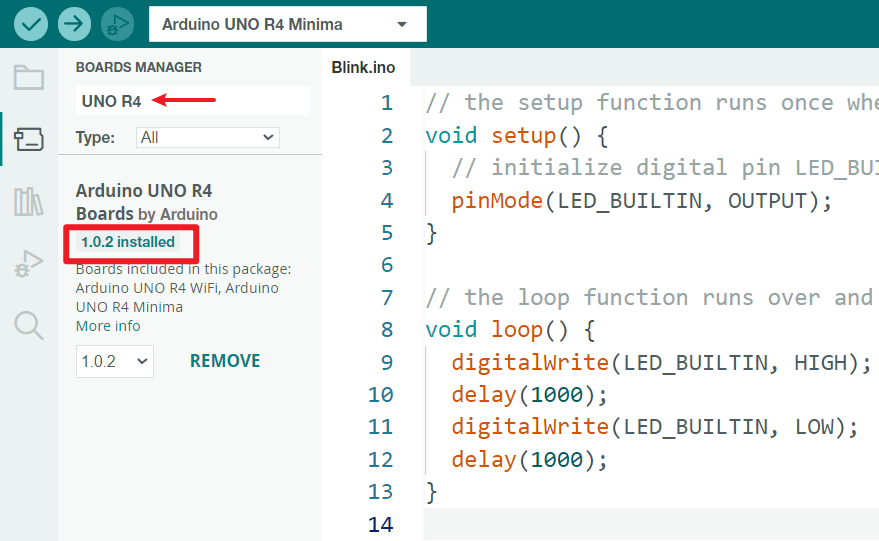 Arduino UNO R4 Minima
BOARDS MANAGER
UNO R4
Type:
All
Arduino UNO R4
Boards by Arduino
1.0.2 installed
Boards included in this package:
Arduino UNO R4 WiFi, Arduino
UNO R4 Minima
More info
1.0.2
REMOVE
Blink.ino
1 // the setup function runs once whe
2 void setup() {
3 // initialize digital pin LED_BUI
4 pinMode(LED_BUILTIN, OUTPUT);
5 }
6
7 // the loop function runs over and
8 void loop() {
9 digitalWrite(LED_BUILTIN, HIGH);
10 delay(1000);
11 digitalWrite(LED_BUILTIN, LOW);
12 delay(1000);
13 }
14